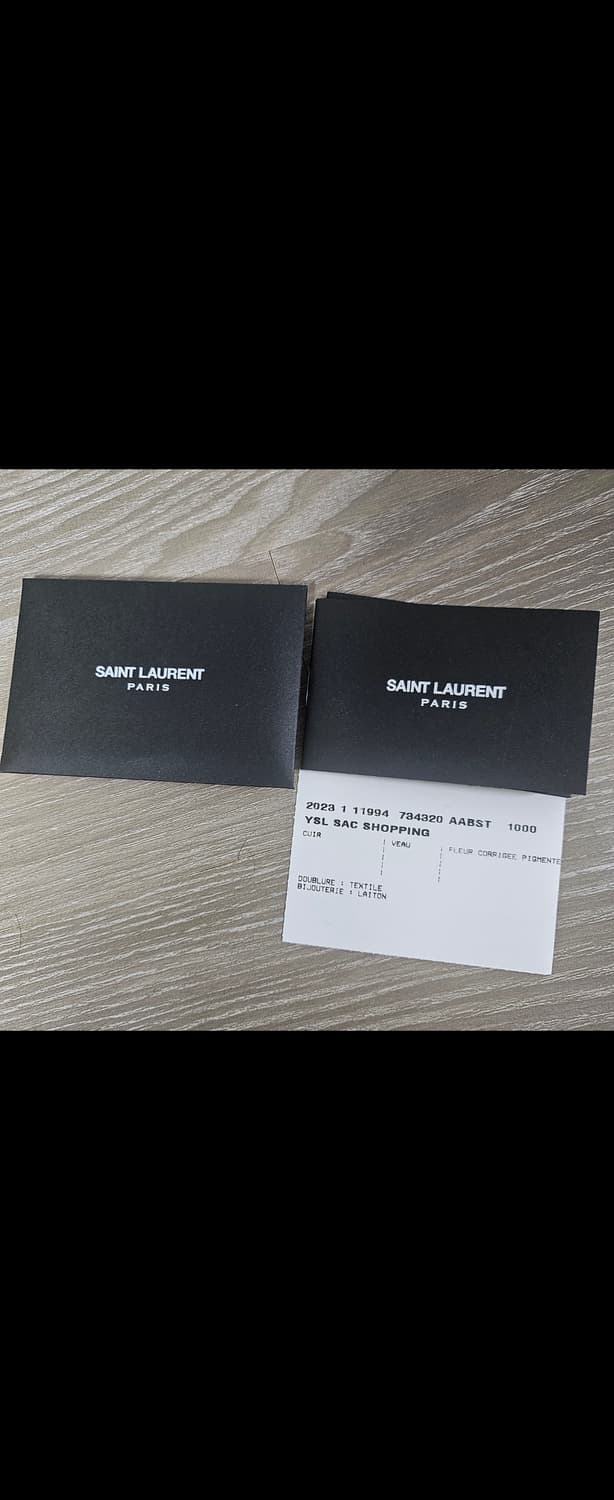 SAINT LAURENT
PARIS
SAINT LAURENT
PARIS
2023 1 11994 734320 AABST 1000
YSL SAC SHOPPING
CUIR | VEAU | FLEUR CORRIGEE PIGMENTE
DOUBLURE : TEXTILE
BIJOUTERIE : LAITON